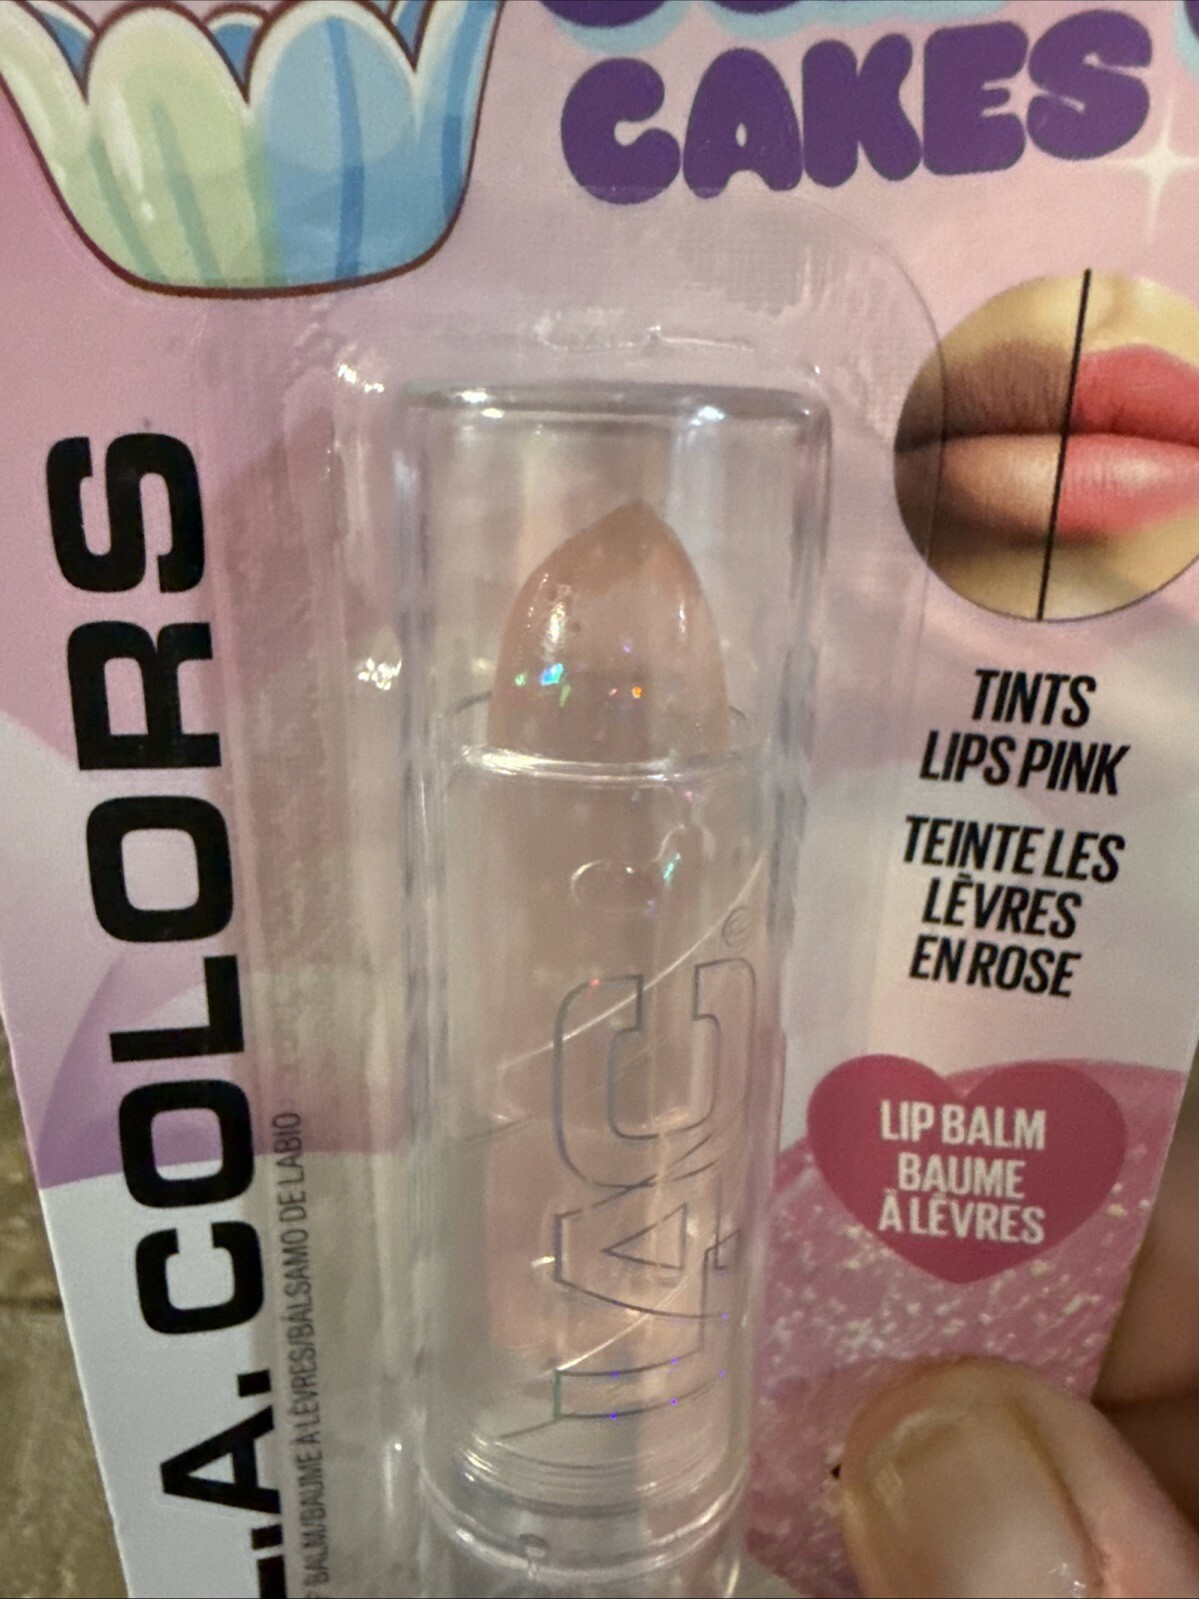 CAKES
TINTS
LIPS PINK
TEINTE LES
LÈVRES
EN ROSE
LIP BALM
BAUME
À LÈVRES
L.A. COLORS
BALM/BAUME À LÈVRES/BÁLSAMO DE LABIO